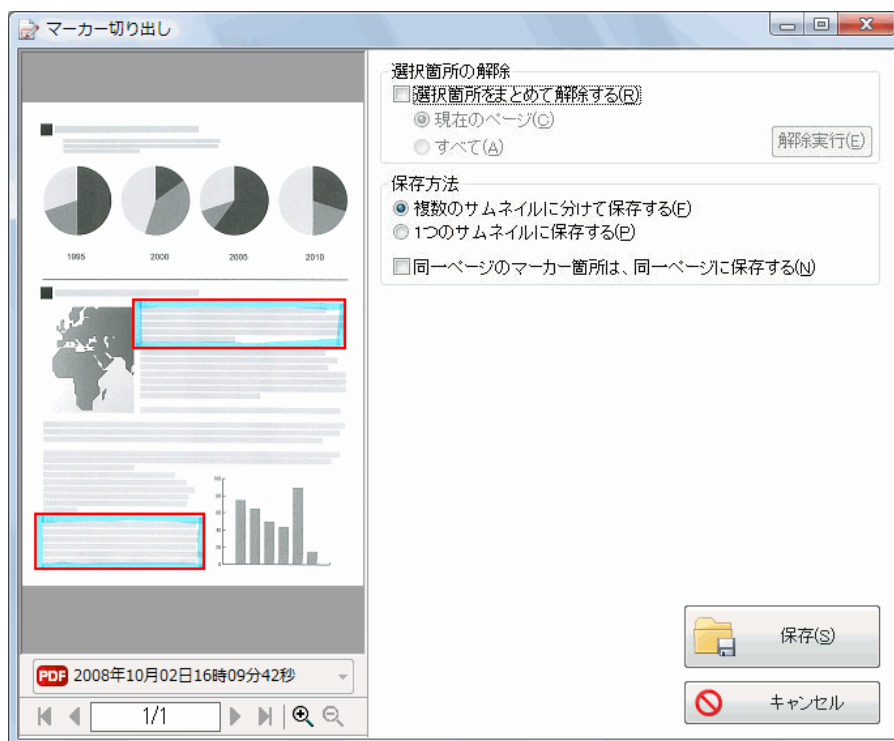 マーカー切り出し
選択箇所の解除
選択箇所をまとめて解除する(R)
現在のページ(C)
すべて(A)
解除実行(E)
保存方法
複数のサムネイルに分けて保存する(F)
1つのサムネイルに保存する(P)
同一ページのマーカー箇所は、同一ページに保存する(N)
1995 2000 2005 2010
100
80
60
40
20
0
保存(S)
キャンセル
PDF 2008年10月02日16時09分42秒
1/1